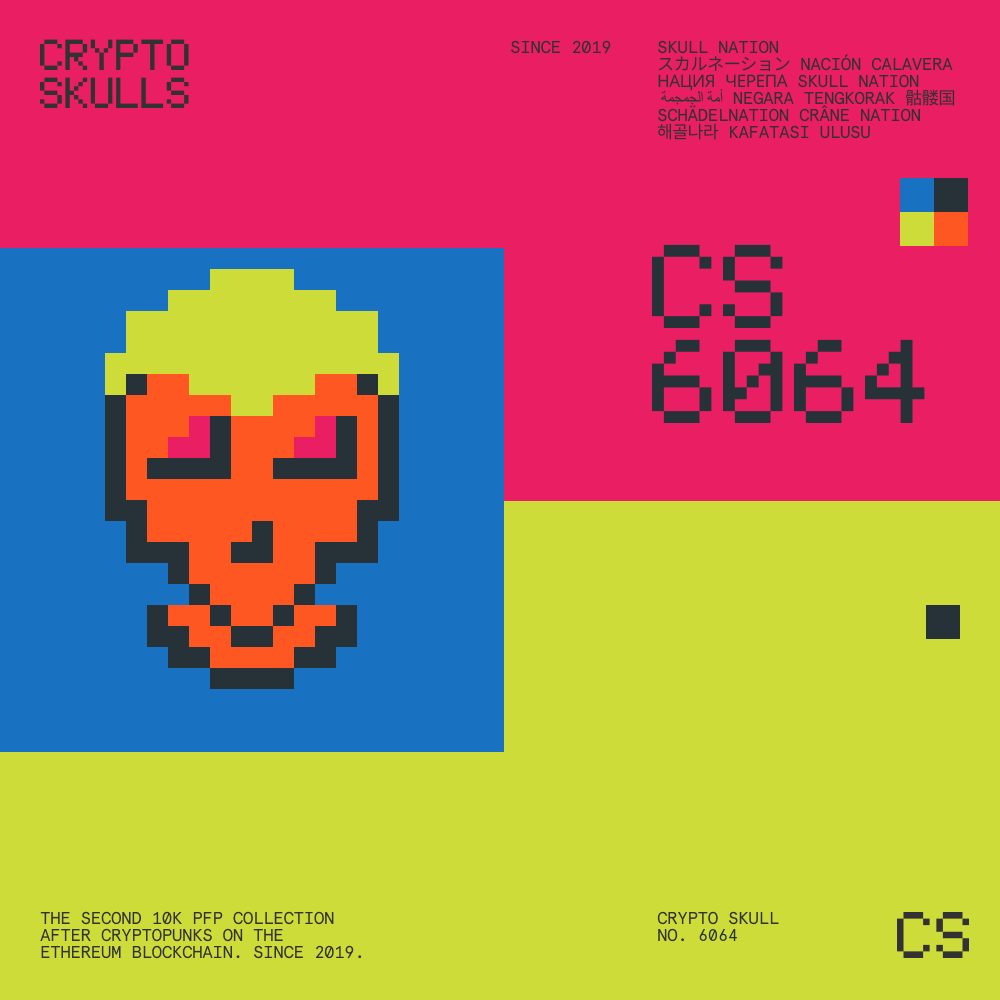 CRYPTO
SKULLS
SINCE 2019
SKULL NATION
スカルネーション NACIÓN CALAVERA
НАЦИЯ ЧЕРЕПА SKULL NATION
أمة الجمجمة NEGARA TENGKORAK 骷髅国
SCHÄDELNATION CRÂNE NATION
해골나라 KAFATASI ULUSU
CS
6064
THE SECOND 10K PFP COLLECTION
AFTER CRYPTOPUNKS ON THE
ETHEREUM BLOCKCHAIN. SINCE 2019.
CRYPTO SKULL
NO. 6064
CS